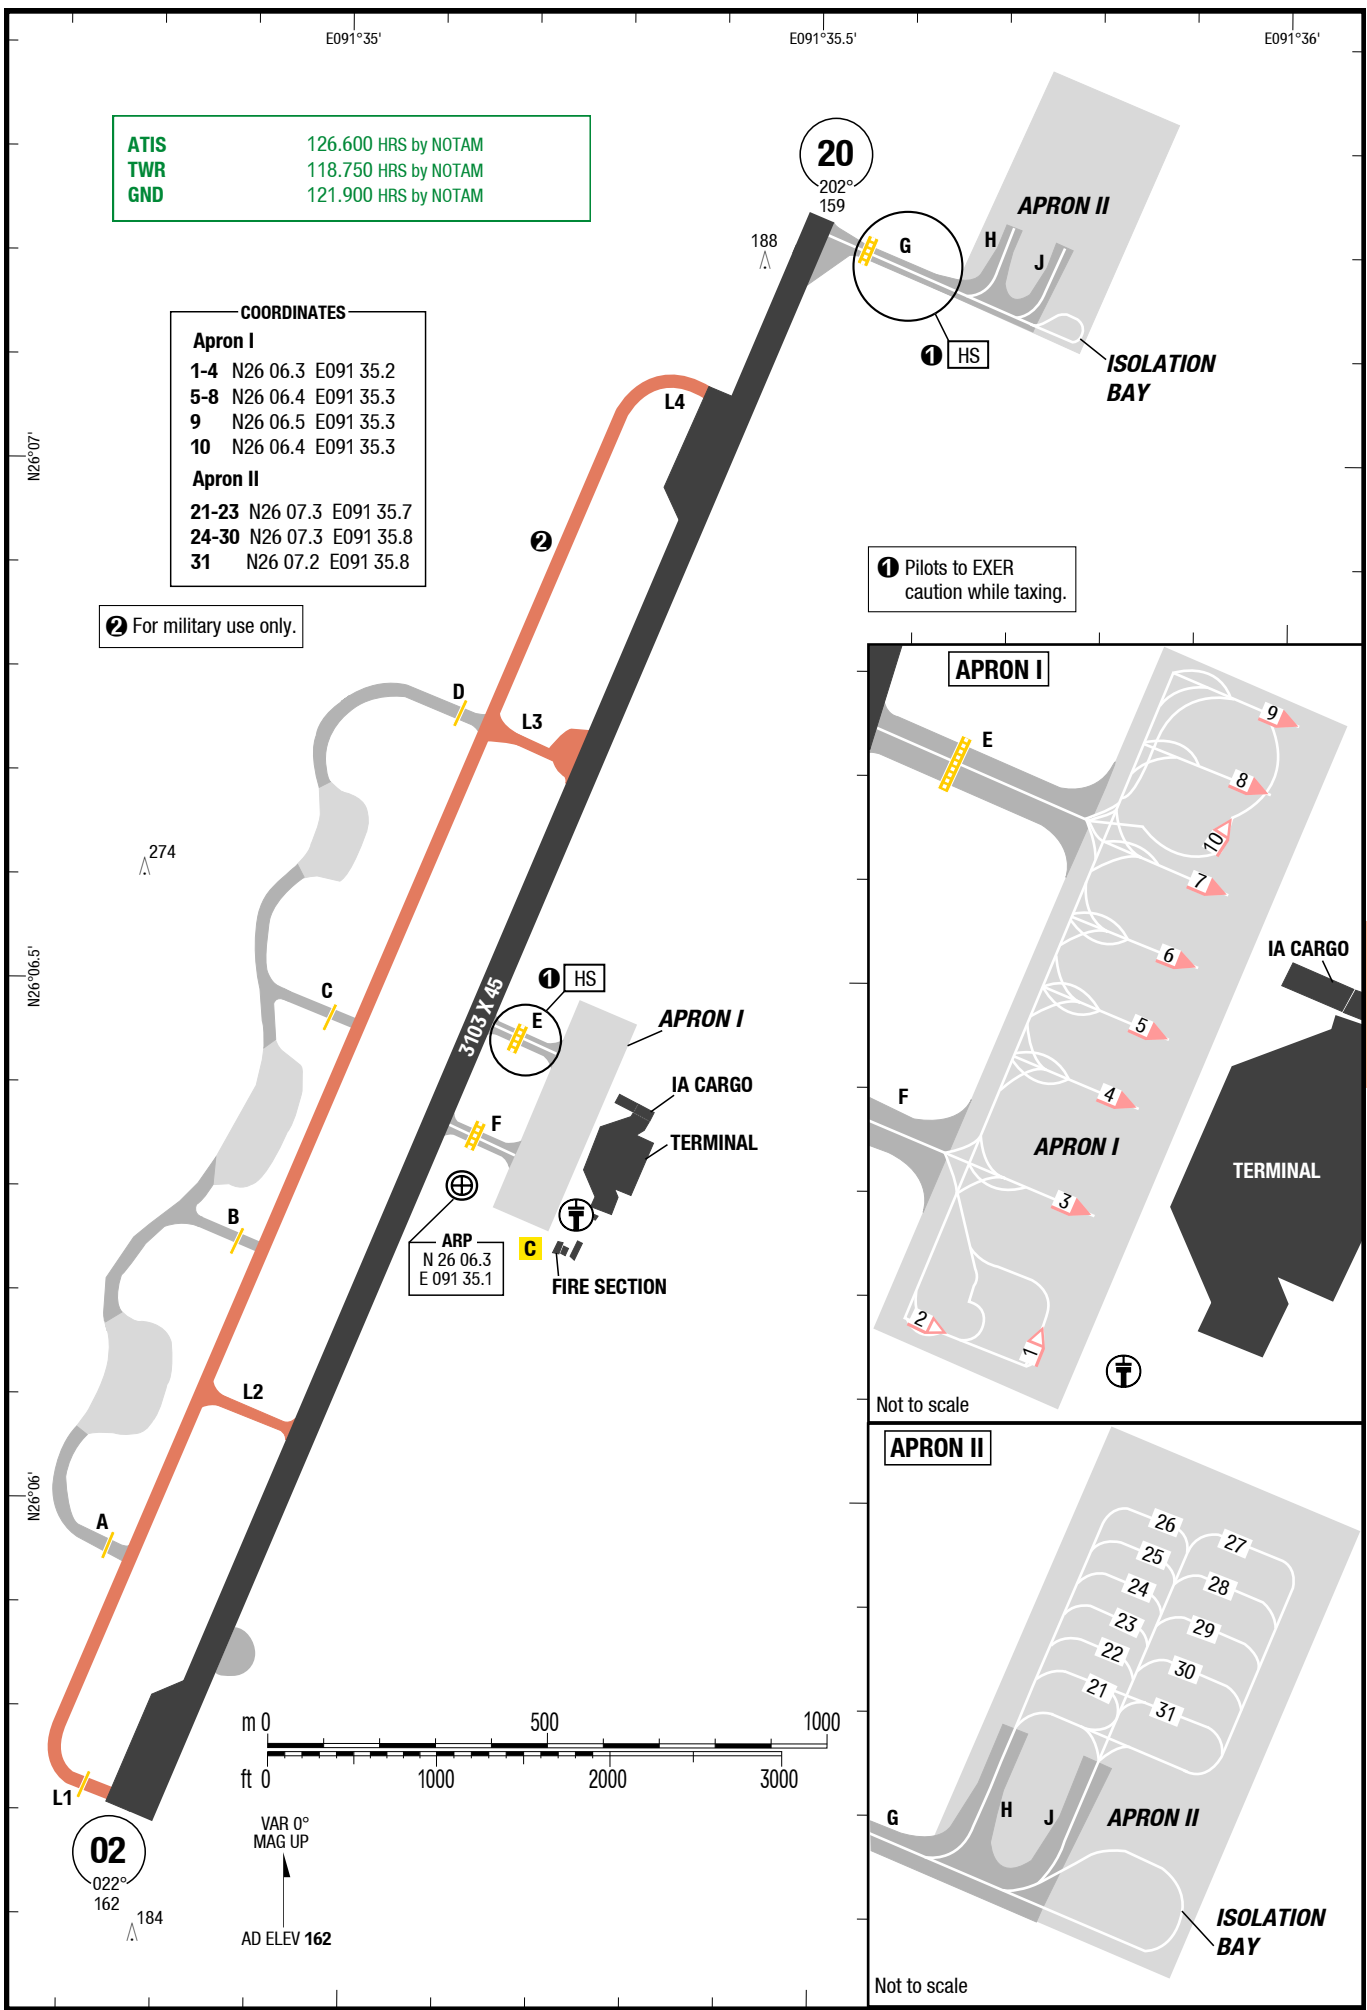 E091°35'
E091°35.5'
E091°36'
ATIS 126.600 HRS by NOTAM
TWR 118.750 HRS by NOTAM
GND 121.900 HRS by NOTAM
20
202°
159
188
G
H
J
APRON II
1 HS
ISOLATION
BAY
COORDINATES
Apron I
1-4 N26 06.3 E091 35.2
5-8 N26 06.4 E091 35.3
9 N26 06.5 E091 35.3
10 N26 06.4 E091 35.3
Apron II
21-23 N26 07.3 E091 35.7
24-30 N26 07.3 E091 35.8
31 N26 07.2 E091 35.8
L4
N26°07'
2
1 Pilots to EXER
caution while taxing.
2 For military use only.
D
L3
274
N26°06.5'
C
3103 X 45
1 HS
E
APRON I
IA CARGO
F
TERMINAL
B
ARP
N 26 06.3
E 091 35.1
C
FIRE SECTION
L2
N26°06'
A
L1
02
022°
162
184
m 0 500 1000
ft 0 1000 2000 3000
VAR 0°
MAG UP
AD ELEV 162
APRON I
E
9
8
10
7
6
IA CARGO
5
4
F
APRON I
TERMINAL
3
2
1
Not to scale
APRON II
26
27
25
28
24
23
29
22
30
21
31
G
H
J
APRON II
ISOLATION
BAY
Not to scale